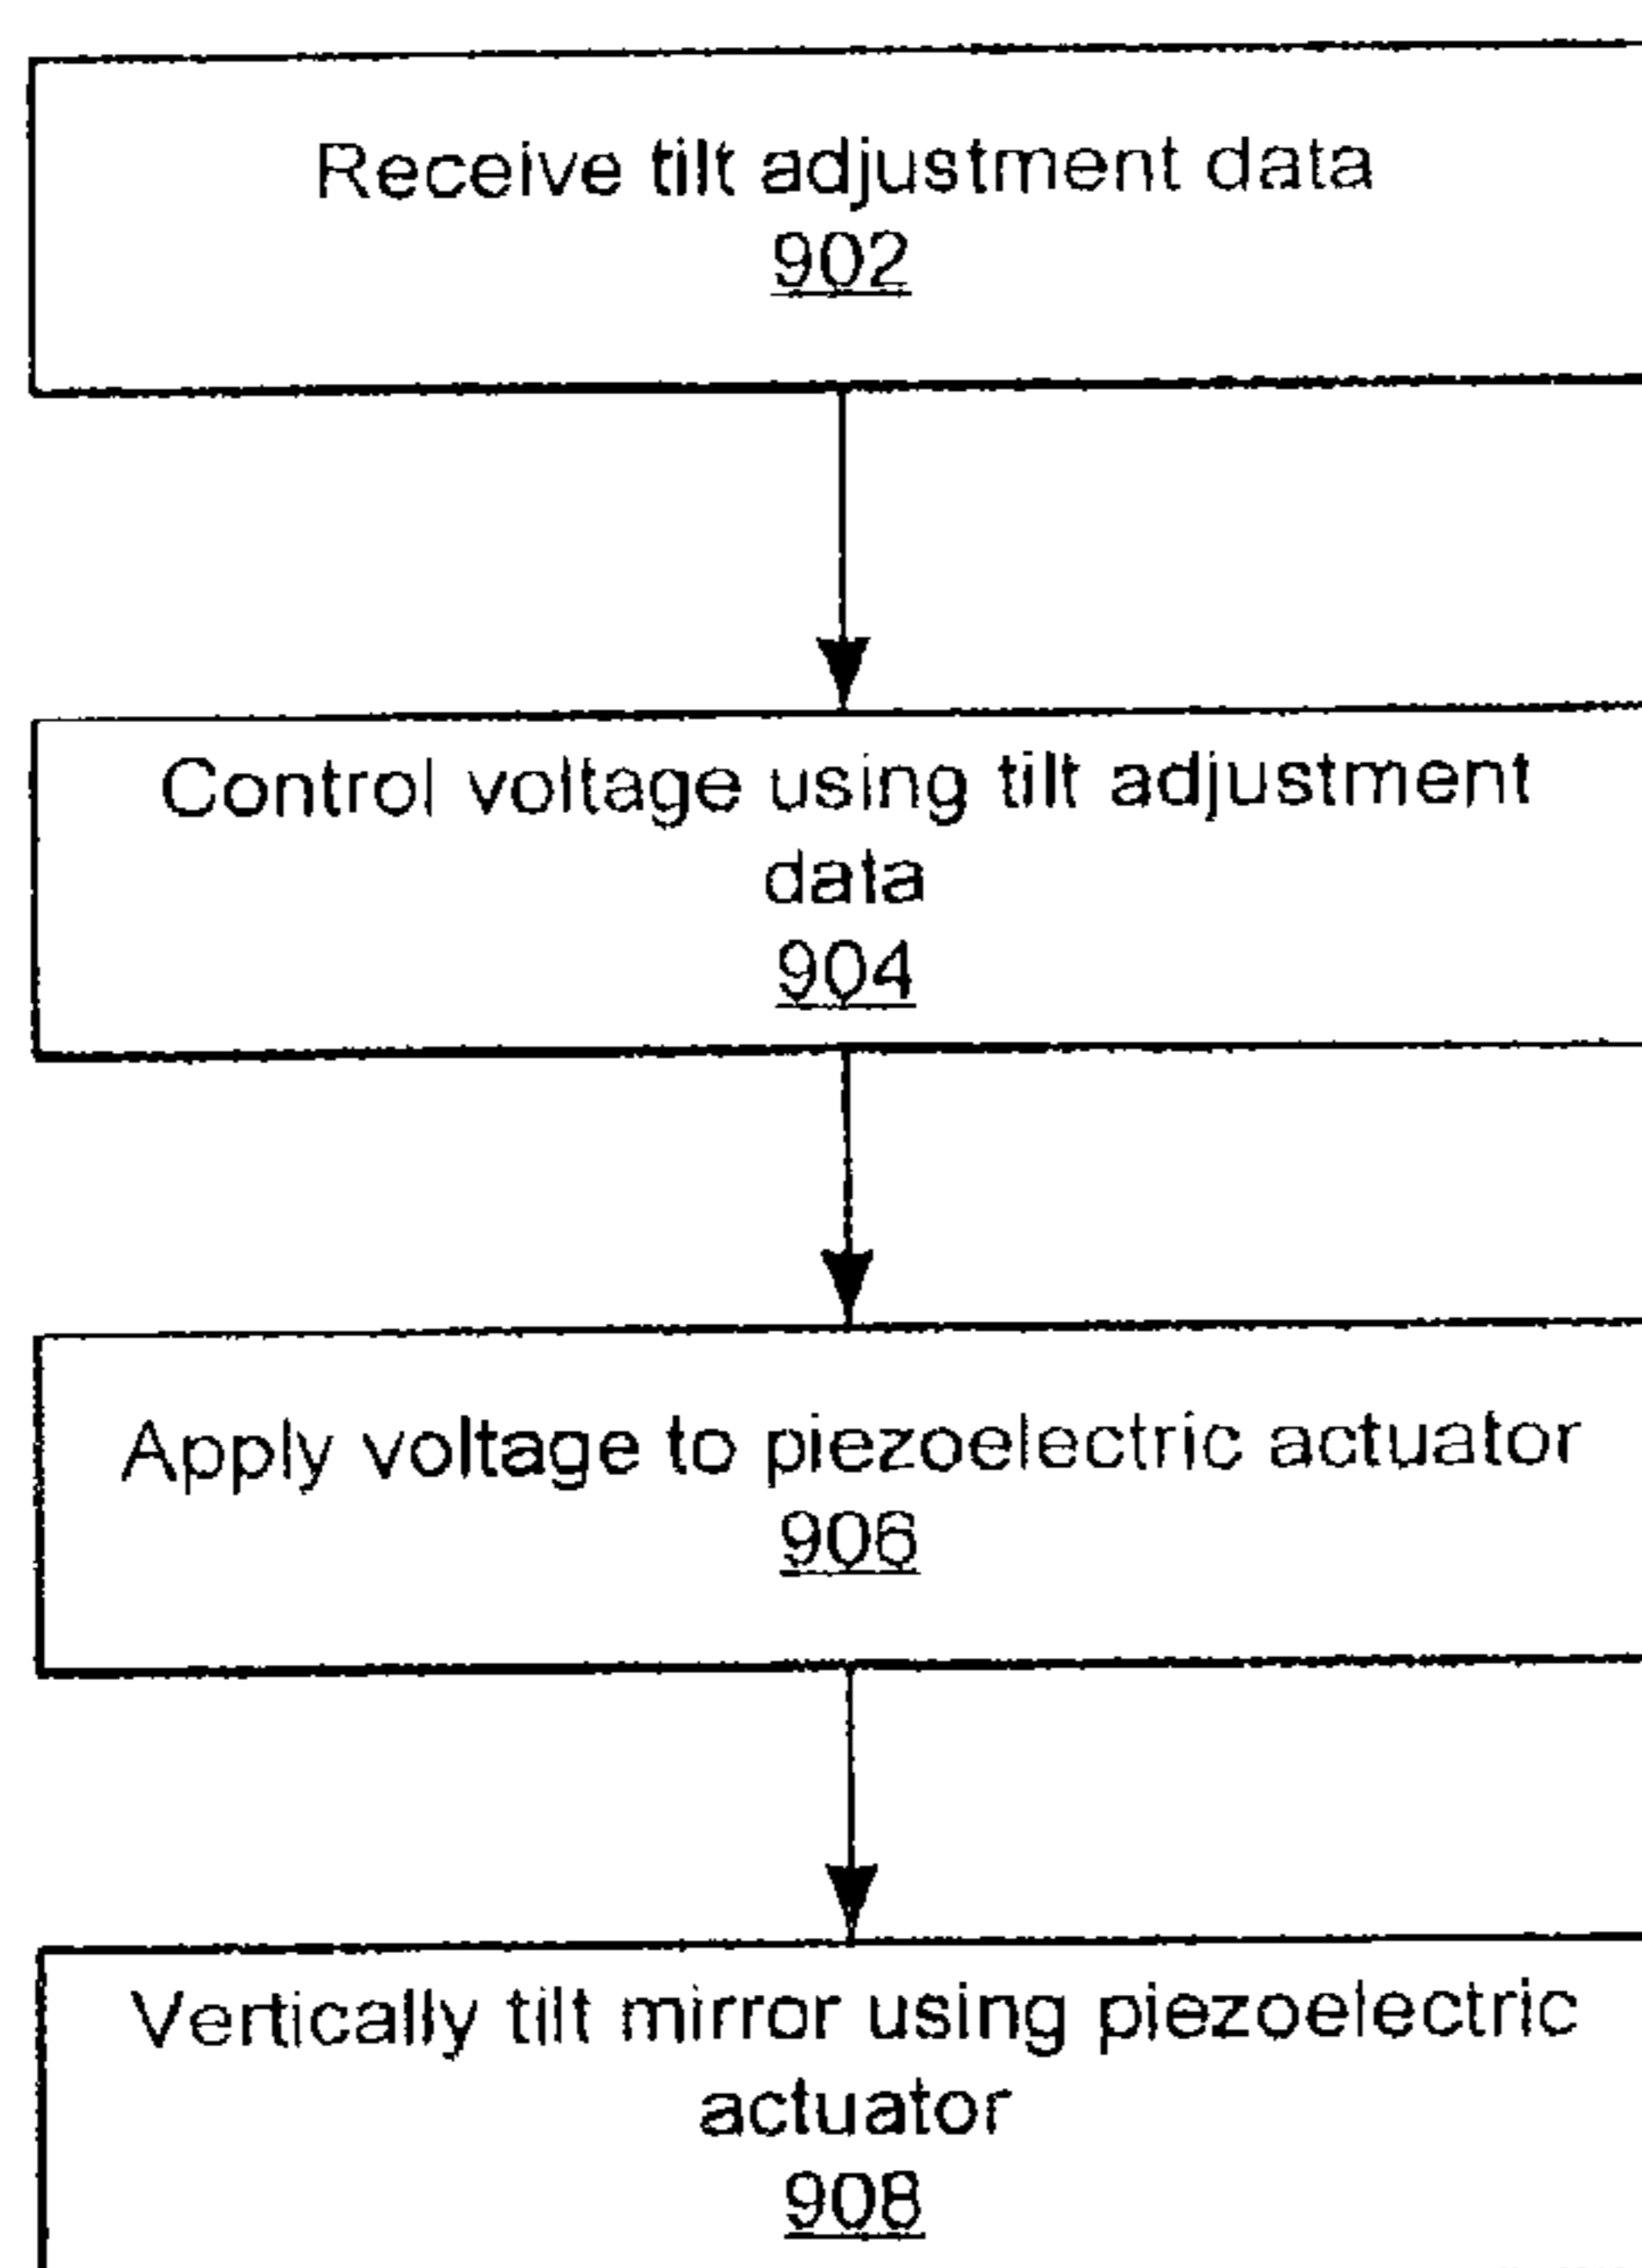 Receive tilt adjustment data
902
Control voltage using tilt adjustment
data
904
Apply voltage to piezoelectric actuator
906
Vertically tilt mirror using piezoelectric
actuator
908